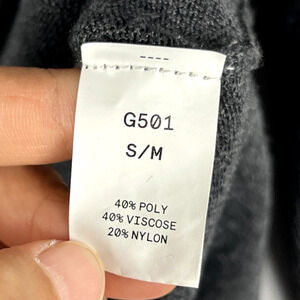 ----
G501
S/M
40% POLY
40% VISCOSE
20% NYLON